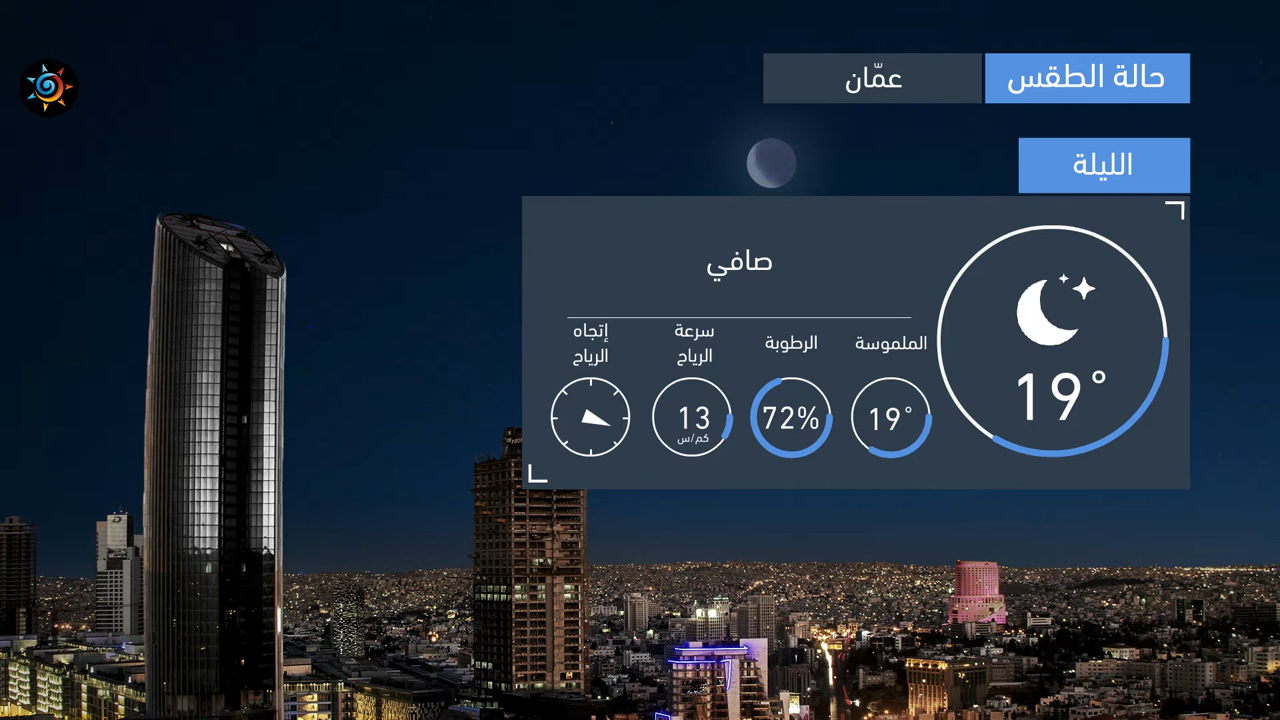 حالة الطقس
عمّان
الليلة
صافي
19°
الملموسة
19°
الرطوبة
72%
سرعة
الرياح
13
كم/س
إتجاه
الرياح